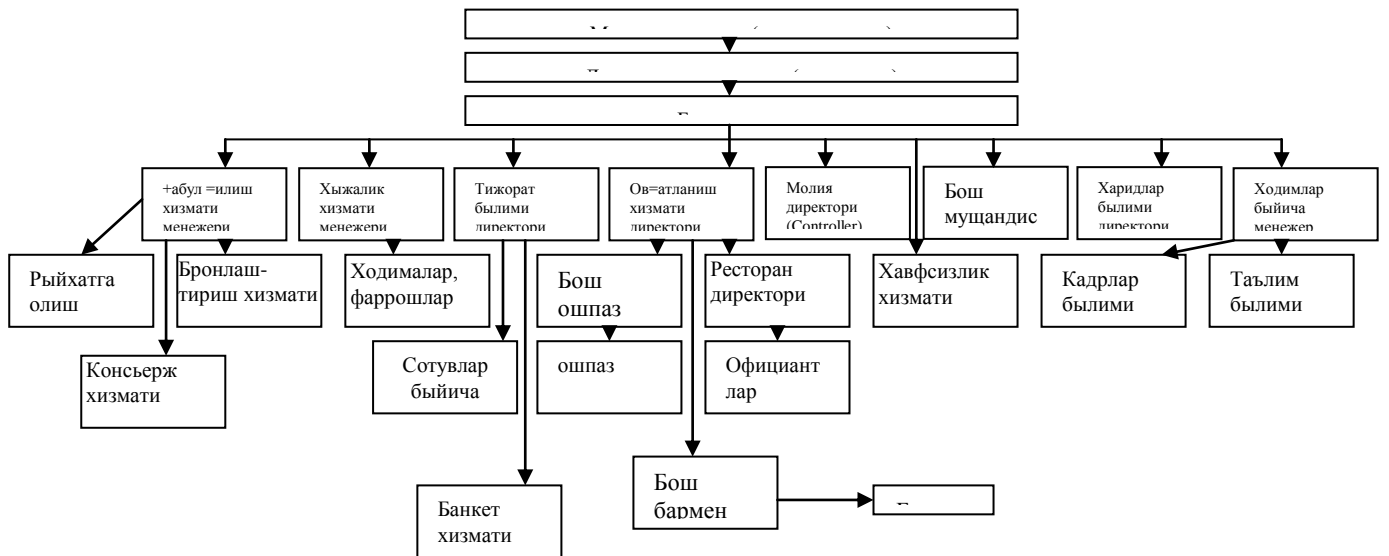 +абул =илиш
хизмати
менежери
Хыжалик
хизмати
менежери
Тижорат
былими
директори
Ов=атланиш
хизмати
директори
Молия
директори
(Controller)
Бош
мущандис
Харидлар
былими
директори
Ходимлар
быйича
менежер
Рыйхатга
олиш
Бронлаш-
тириш хизмати
Ходималар,
фаррошлар
Бош
ошпаз
Ресторан
директори
Хавфсизлик
хизмати
Кадрлар
былими
Таълим
былими
Консьерж
хизмати
Сотувлар
быйича
ошпаз
Официант
лар
Банкет
хизмати
Бош
бармен